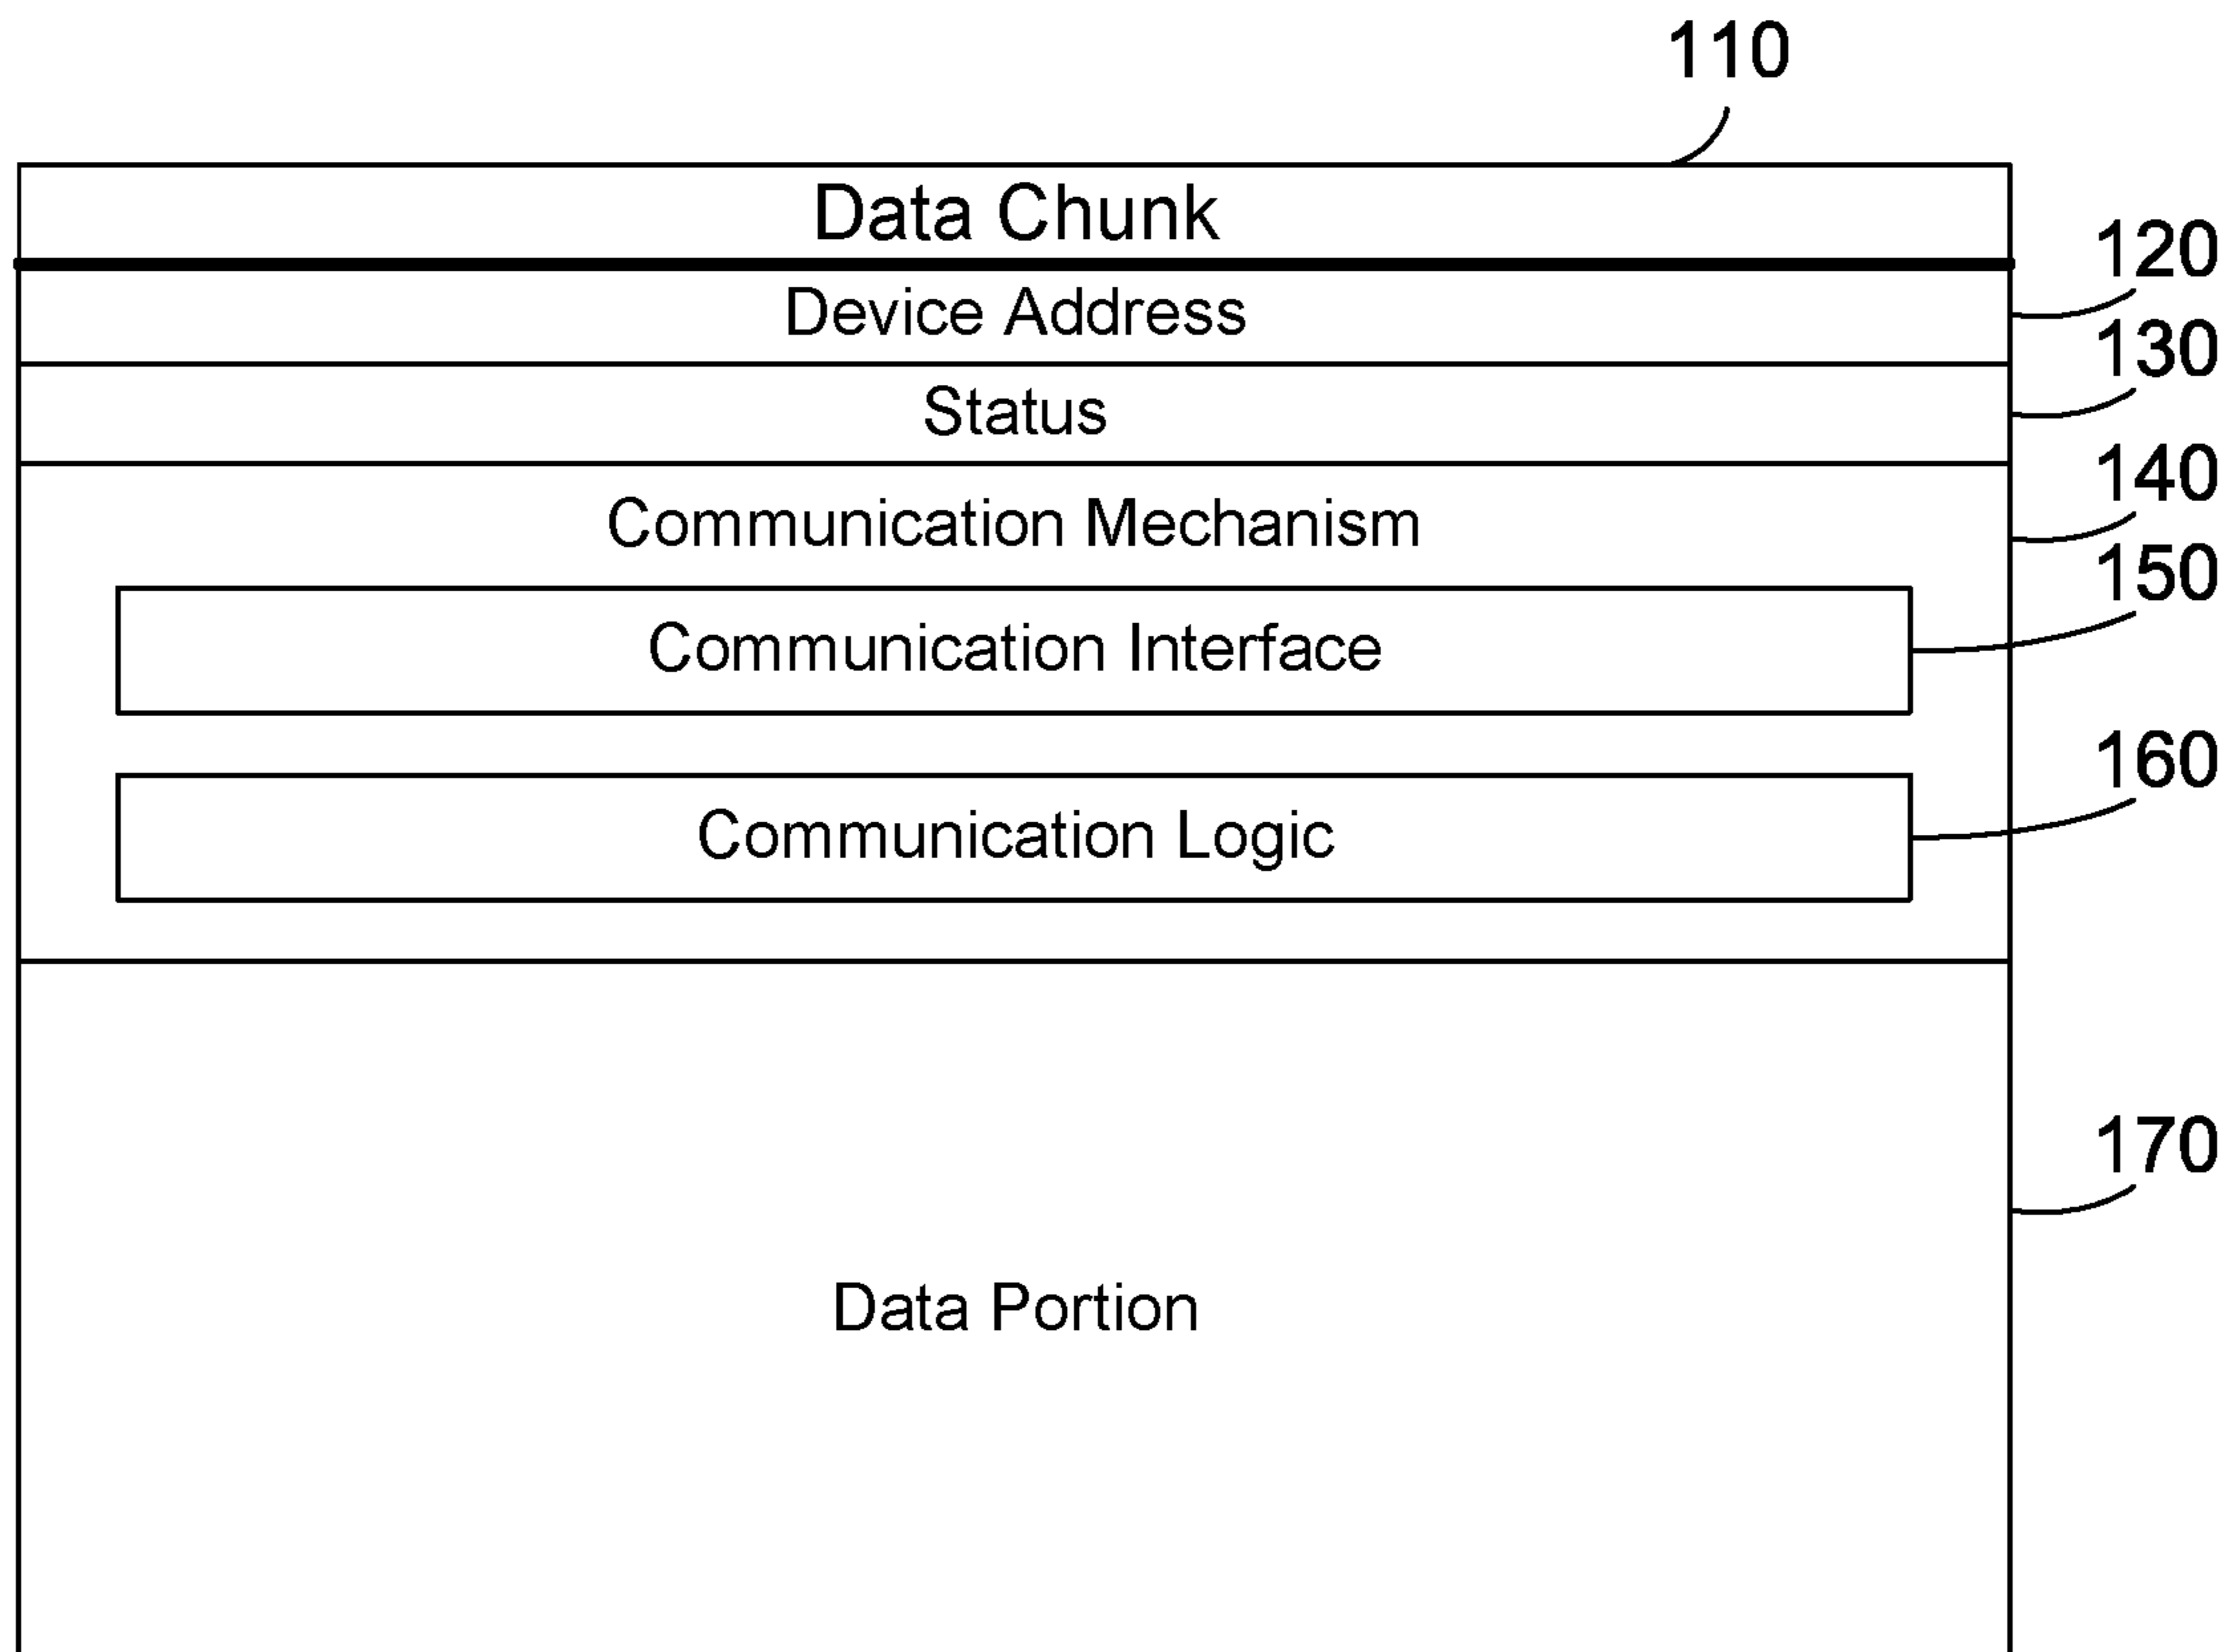 110
Data Chunk
120
Device Address
130
Status
140
Communication Mechanism
150
Communication Interface
160
Communication Logic
170
Data Portion